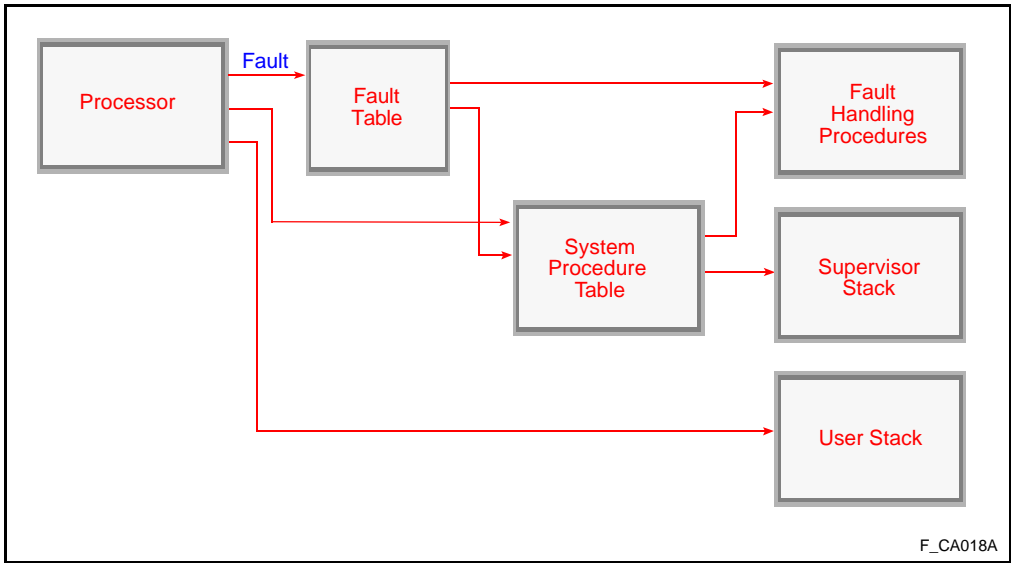 Processor
Fault
Fault
Table
Fault
Handling
Procedures
System
Procedure
Table
Supervisor
Stack
User Stack
F_CA018A